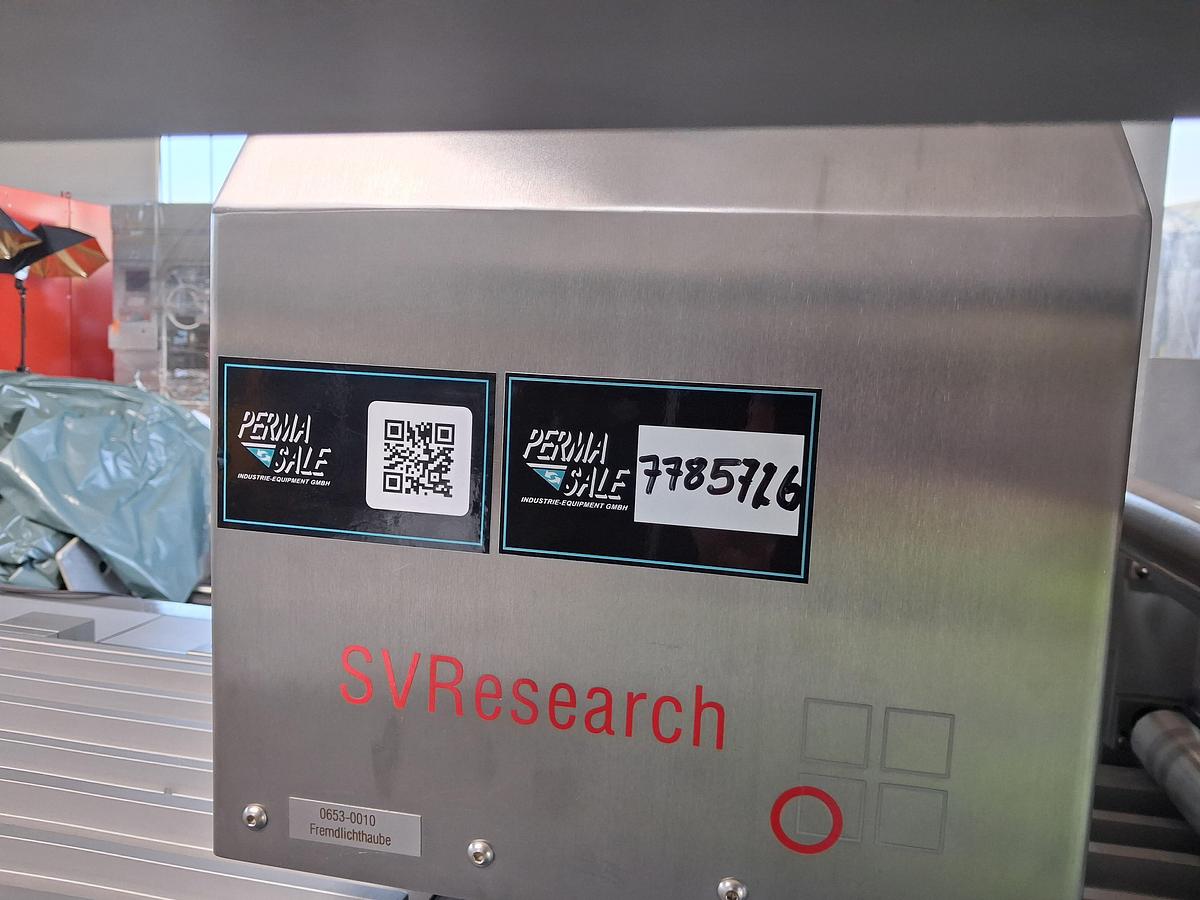 PERMA
SALE
INDUSTRIE-EQUIPMENT GMBH
PERMA
SALE
INDUSTRIE-EQUIPMENT GMBH
7785726
SVResearch
0653-0010
Fremdlichthaube